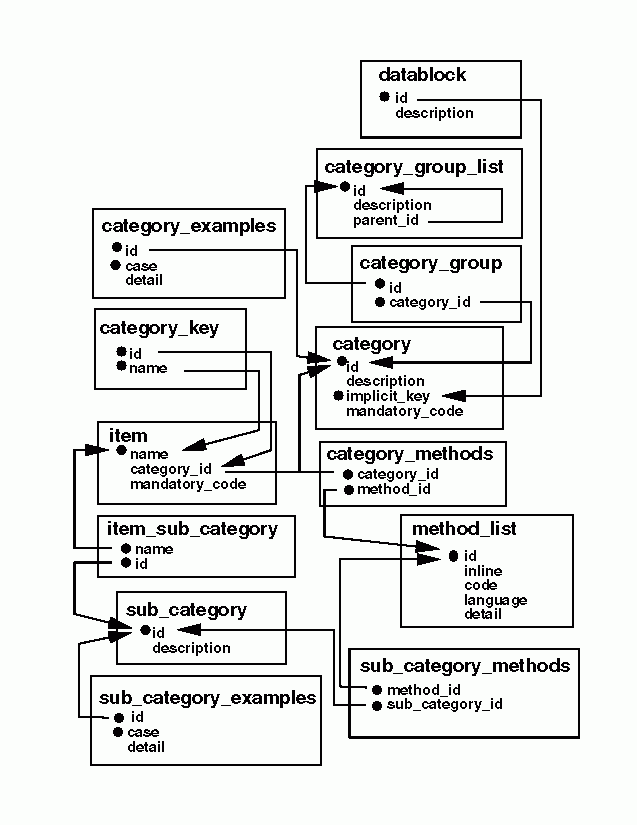 datablock
id
description
category_group_list
id
description
parent_id
category_examples
id
case
detail
category_group
id
category_id
category_key
id
name
category
id
description
implicit_key
mandatory_code
item
name
category_id
mandatory_code
category_methods
category_id
method_id
item_sub_category
name
id
method_list
id
inline
code
language
detail
sub_category
id
description
sub_category_methods
method_id
sub_category_id
sub_category_examples
id
case
detail